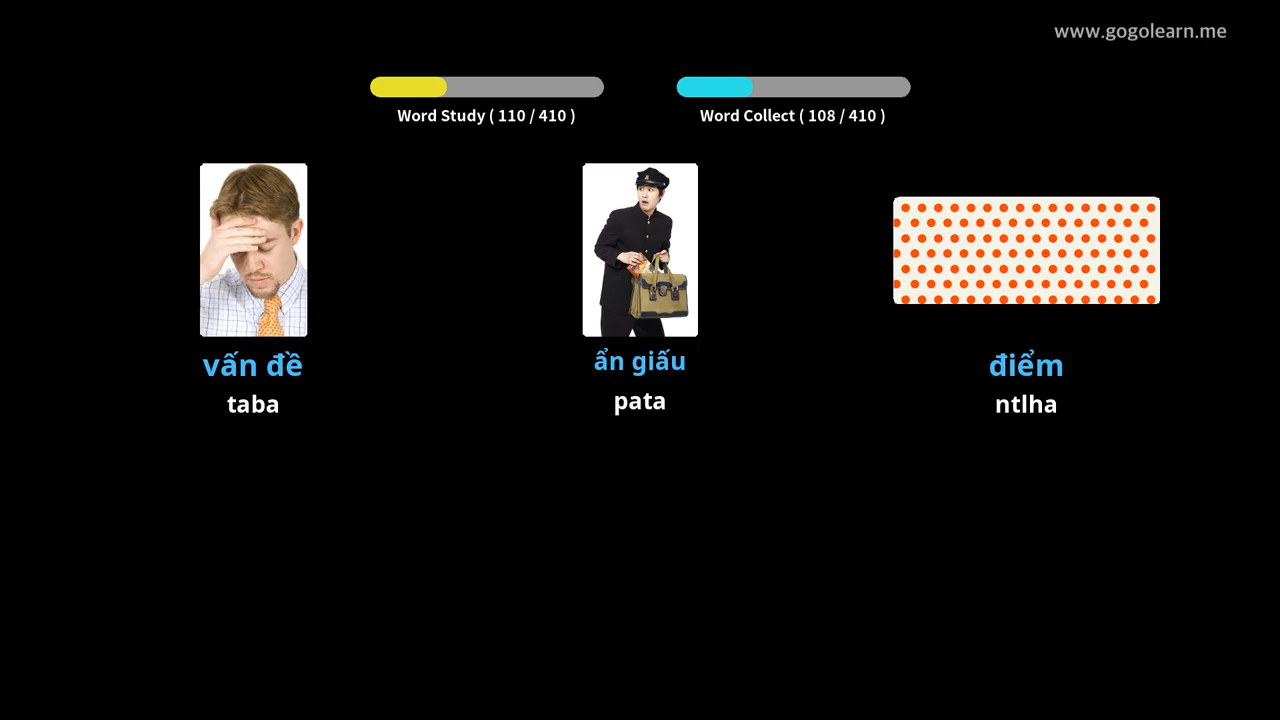 www.gogolearn.me
Word Study ( 110 / 410 )
Word Collect ( 108 / 410 )
vấn đề
taba
ẩn giấu
pata
điểm
ntlha